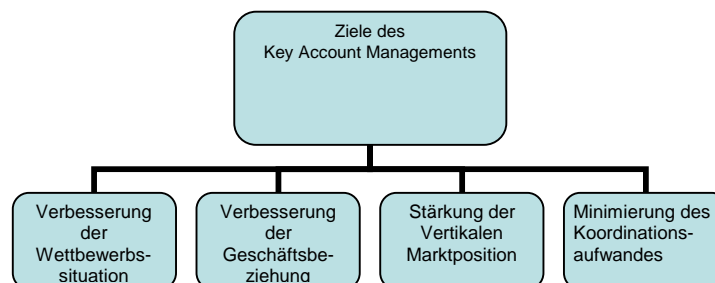 Ziele des
Key Account Managements
Verbesserung
der
Wettbewerbs-
situation
Verbesserung
der
Geschäftsbe-
ziehung
Stärkung der
Vertikalen
Marktposition
Minimierung des
Koordinations-
aufwandes